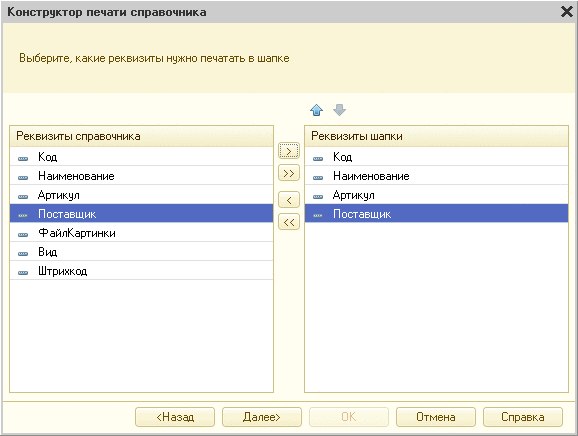 Конструктор печати справочника
Выберите, какие реквизиты нужно печатать в шапке
Реквизиты справочника
Код
Наименование
Артикул
Поставщик
ФайлКартинки
Вид
Штрихкод
>
>>
<
<<
Реквизиты шапки
Код
Наименование
Артикул
Поставщик
<Назад
Далее>
OK
Отмена
Справка